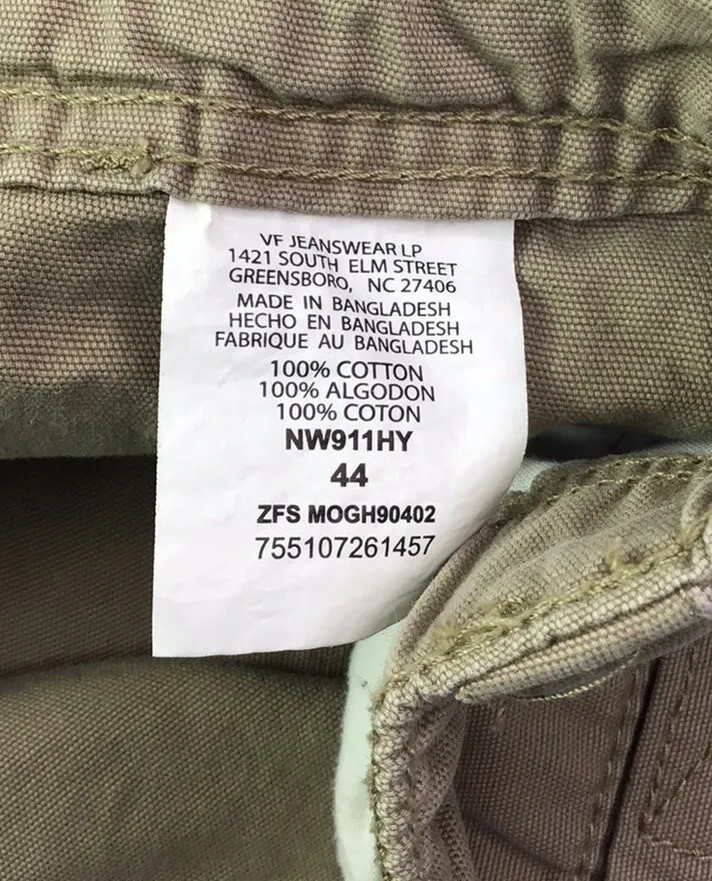 VF JEANSWEAR LP
1421 SOUTH ELM STREET
GREENSBORO, NC 27406
MADE IN BANGLADESH
HECHO EN BANGLADESH
FABRIQUE AU BANGLADESH
100% COTTON
100% ALGODON
100% COTON
NW911HY
44
ZFS MOGH90402
755107261457